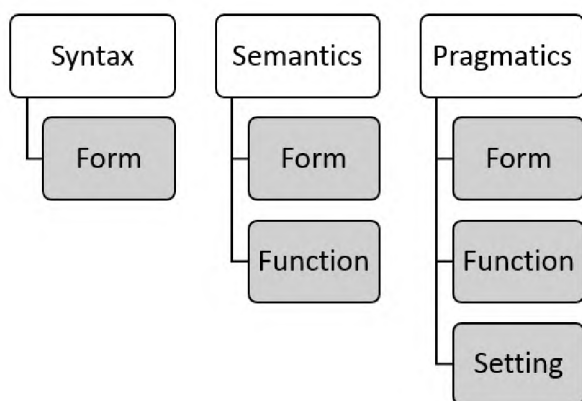 Syntax
Form
Semantics
Form
Function
Pragmatics
Form
Function
Setting